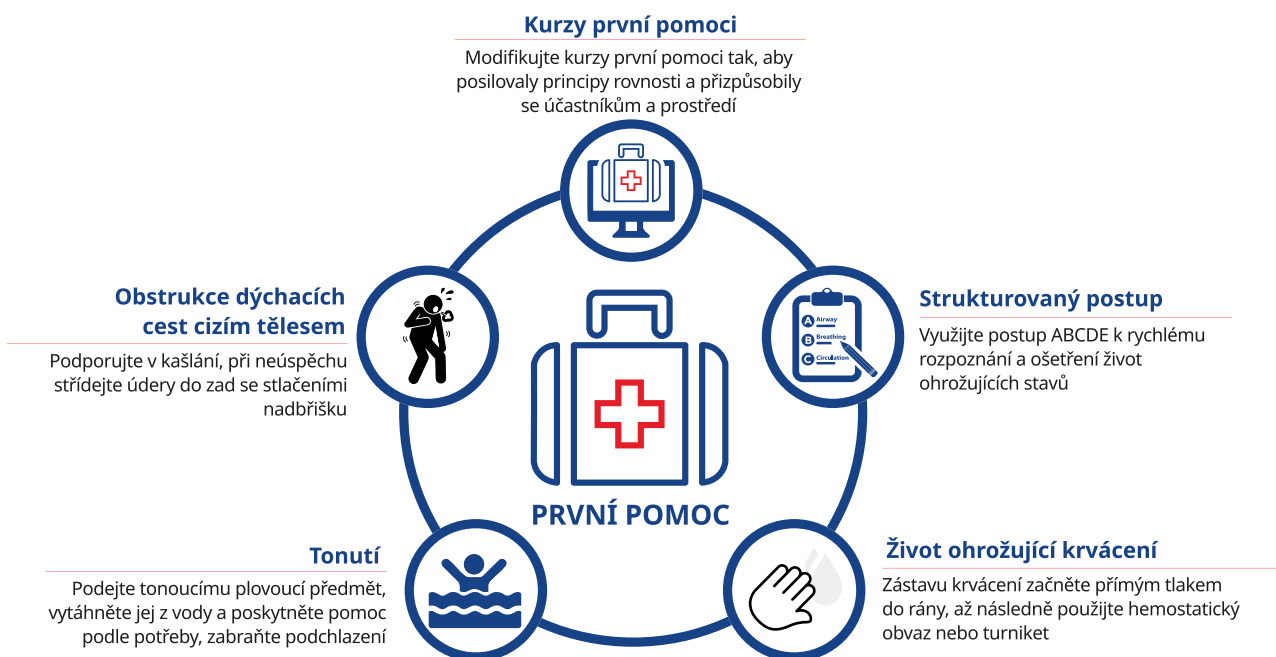 Kurzy první pomoci
Modifikujte kurzy první pomoci tak, aby
posilovaly principy rovnosti a přizpůsobily
se účastníkům a prostředí
Obstrukce dýchacích
cest cizím tělesem
Podporujte v kašlání, při neúspěchu
střídejte údery do zad se stlačeními
nadbřišku
Strukturovaný postup
Využijte postup ABCDE k rychlému
rozpoznání a ošetření život
ohrožujících stavů
A Airway
B Breathing
C Circulation
PRVNÍ POMOC
Tonutí
Podejte tonoucímu plovoucí předmět,
vytáhněte jej z vody a poskytněte pomoc
podle potřeby, zabraňte podchlazení
Život ohrožující krvácení
Zástavu krvácení začněte přímým tlakem
do rány, až následně použijte hemostatický
obvaz nebo turniket